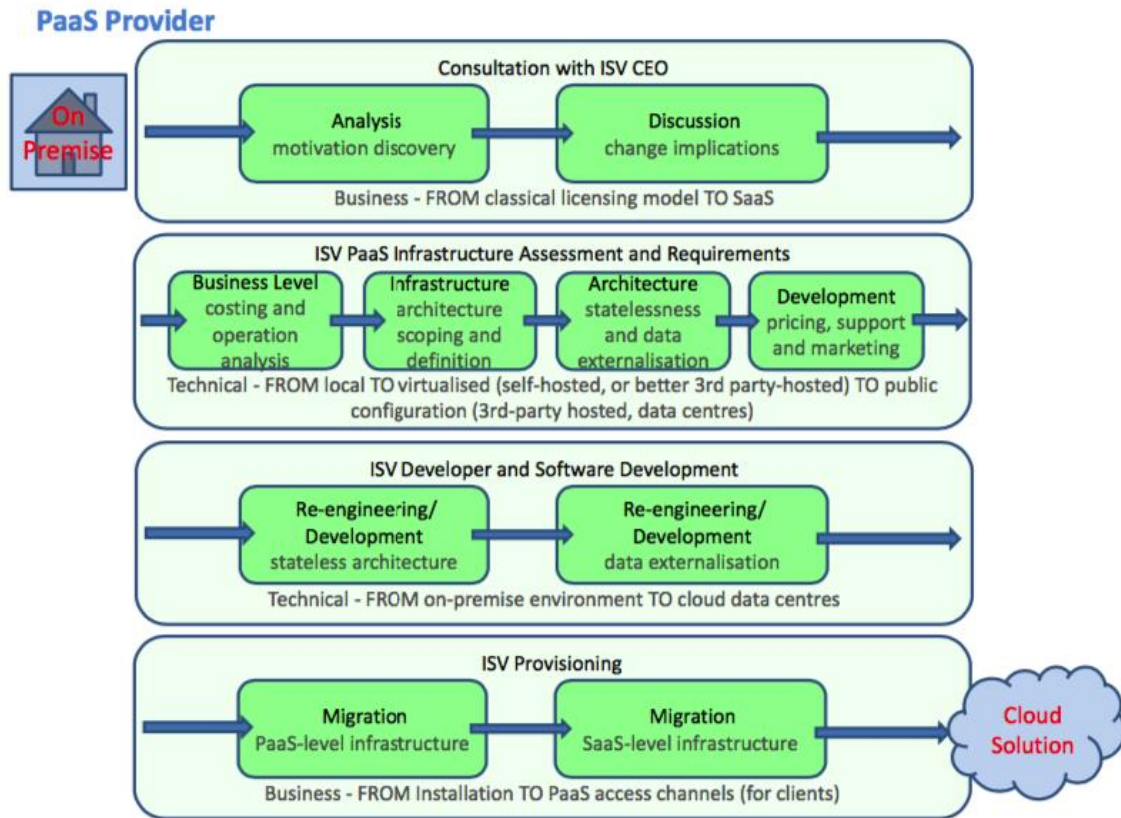 PaaS Provider
On
Premise
Consultation with ISV CEO
Analysis
motivation discovery
Discussion
change implications
Business - FROM classical licensing model TO SaaS
ISV PaaS Infrastructure Assessment and Requirements
Business Level
costing and
operation
analysis
Infrastructure
architecture
scoping and
definition
Architecture
statelessness
and data
externalisation
Development
pricing, support
and marketing
Technical - FROM local TO virtualised (self-hosted, or better 3rd party-hosted) TO public
configuration (3rd-party hosted, data centres)
ISV Developer and Software Development
Re-engineering/
Development
stateless architecture
Re-engineering/
Development
data externalisation
Technical - FROM on-premise environment TO cloud data centres
ISV Provisioning
Migration
PaaS-level infrastructure
Migration
SaaS-level infrastructure
Business - FROM Installation TO PaaS access channels (for clients)
Cloud
Solution